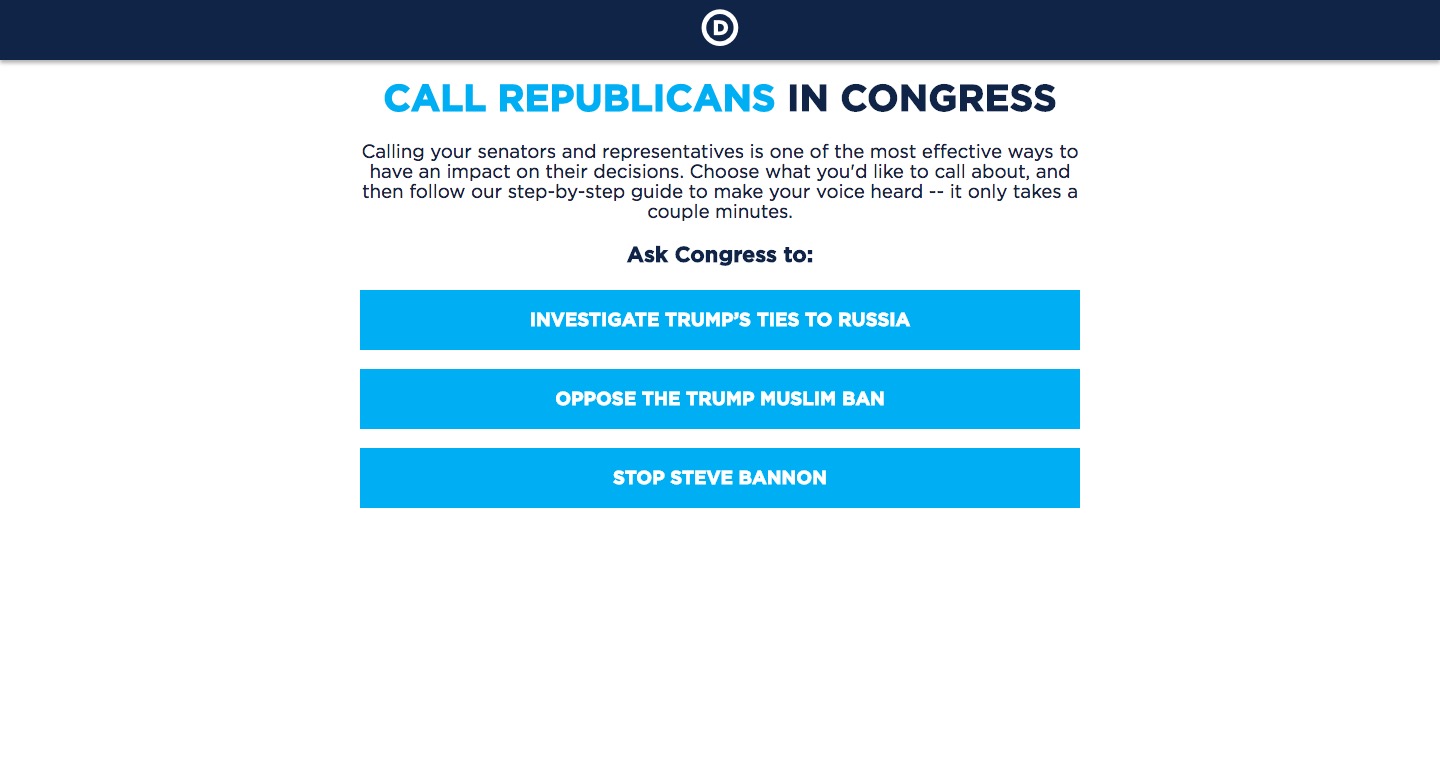 D
CALL REPUBLICANS IN CONGRESS
Calling your senators and representatives is one of the most effective ways to
have an impact on their decisions. Choose what you'd like to call about, and
then follow our step-by-step guide to make your voice heard -- it only takes a
couple minutes.
Ask Congress to:
INVESTIGATE TRUMP’S TIES TO RUSSIA
OPPOSE THE TRUMP MUSLIM BAN
STOP STEVE BANNON